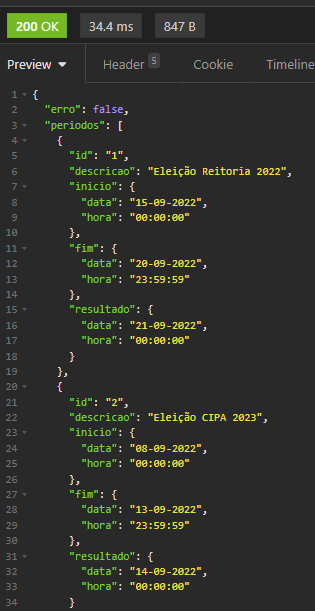 200 OK 34.4 ms 847 B
Preview Header 5 Cookie Timeline
1 {
2 "erro": false,
3 "periodos": [
4 {
5 "id": "1",
6 "descricao": "Eleição Reitoria 2022",
7 "inicio": {
8 "data": "15-09-2022",
9 "hora": "00:00:00"
10 },
11 "fim": {
12 "data": "20-09-2022",
13 "hora": "23:59:59"
14 },
15 "resultado": {
16 "data": "21-09-2022",
17 "hora": "00:00:00"
18 }
19 },
20 {
21 "id": "2",
22 "descricao": "Eleição CIPA 2023",
23 "inicio": {
24 "data": "08-09-2022",
25 "hora": "00:00:00"
26 },
27 "fim": {
28 "data": "13-09-2022",
29 "hora": "23:59:59"
30 },
31 "resultado": {
32 "data": "14-09-2022",
33 "hora": "00:00:00"
34 }